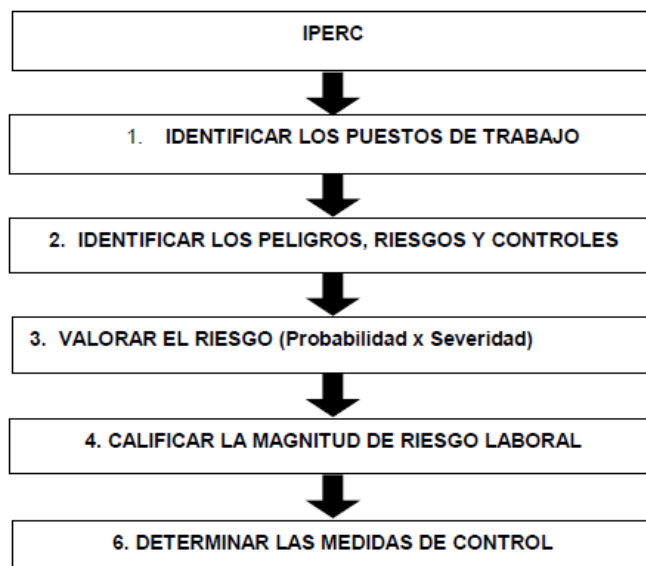 IPERC
1. IDENTIFICAR LOS PUESTOS DE TRABAJO
2. IDENTIFICAR LOS PELIGROS, RIESGOS Y CONTROLES
3. VALORAR EL RIESGO (Probabilidad x Severidad)
4. CALIFICAR LA MAGNITUD DE RIESGO LABORAL
6. DETERMINAR LAS MEDIDAS DE CONTROL